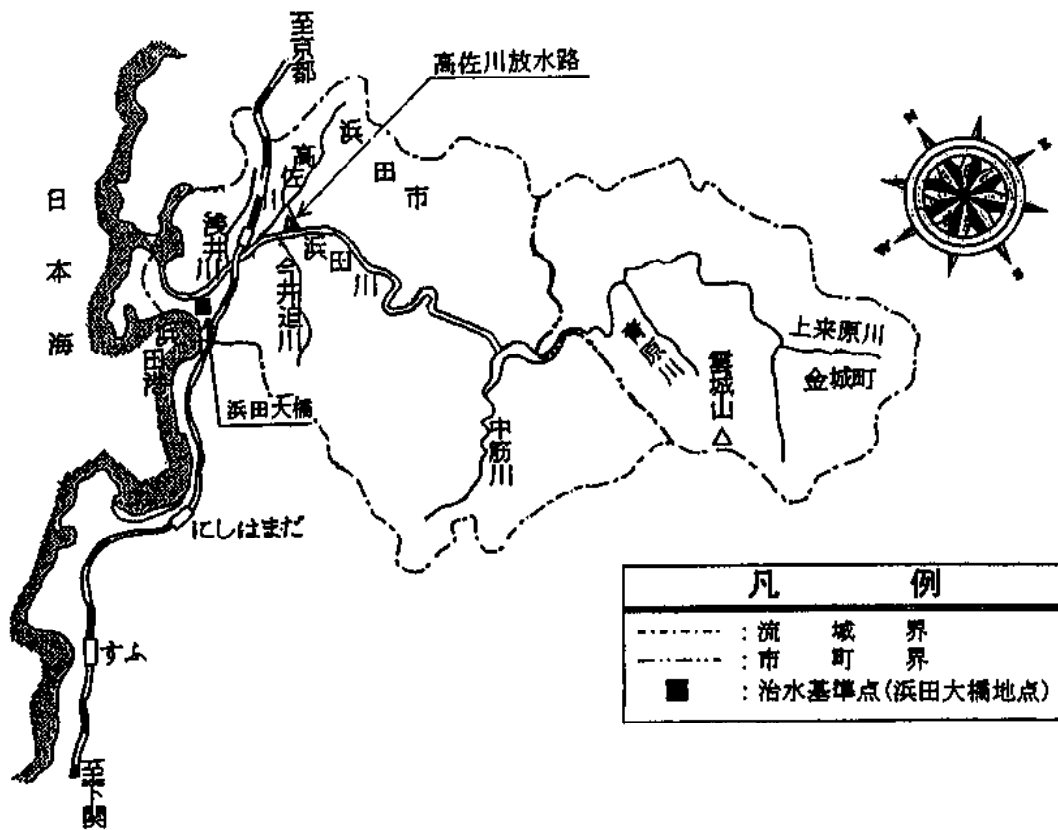 至京都
高佐川放水路
浜田市
高佐川
日本海
浅井川
浜田川
今井迫川
浜田港
浜田大橋
上来原川
金城町
雲城山
中筋川
にしはまだ
すふ
至下関
凡 例
：流 域 界
：市 町 界
：治水基準点(浜田大橋地点)
N
S